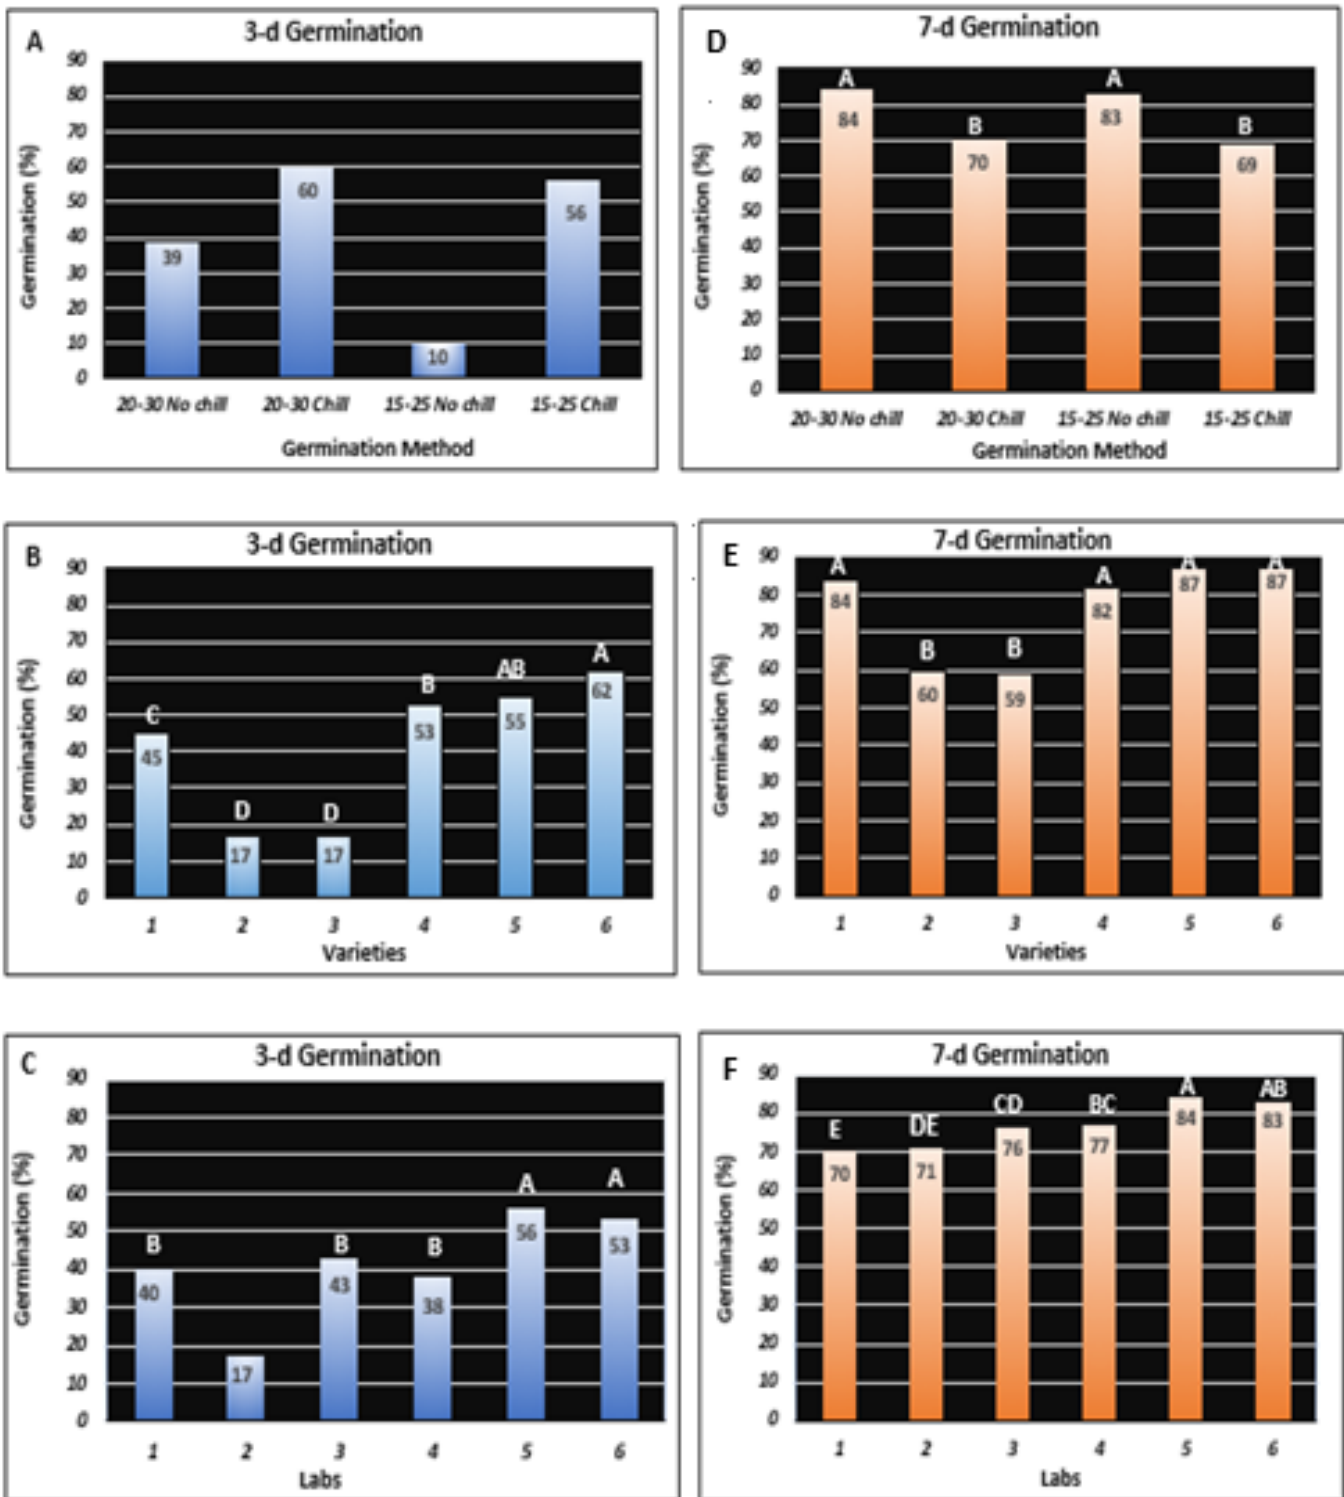 A
3-d Germination
Germination (%)
90
80
70
60
50
40
30
20
10
0
39
60
10
56
20-30 No chill 20-30 Chill 15-25 No chill 15-25 Chill
Germination Method
D
7-d Germination
Germination (%)
90
80
70
60
50
40
30
20
10
0
A B A B
84 70 83 69
20-30 No chill 20-30 Chill 15-25 No chill 15-25 Chill
Germination Method
B
3-d Germination
Germination (%)
90
80
70
60
50
40
30
20
10
0
C D D B AB A
45 17 17 53 55 62
1 2 3 4 5 6
Varieties
E
7-d Germination
Germination (%)
90
80
70
60
50
40
30
20
10
0
A B B A A A
84 60 59 82 87 87
1 2 3 4 5 6
Varieties
C
3-d Germination
Germination (%)
90
80
70
60
50
40
30
20
10
0
B B B A A
40 17 43 38 56 53
1 2 3 4 5 6
Labs
F
7-d Germination
Germination (%)
90
80
70
60
50
40
30
20
10
0
E DE CD BC A AB
70 71 76 77 84 83
1 2 3 4 5 6
Labs